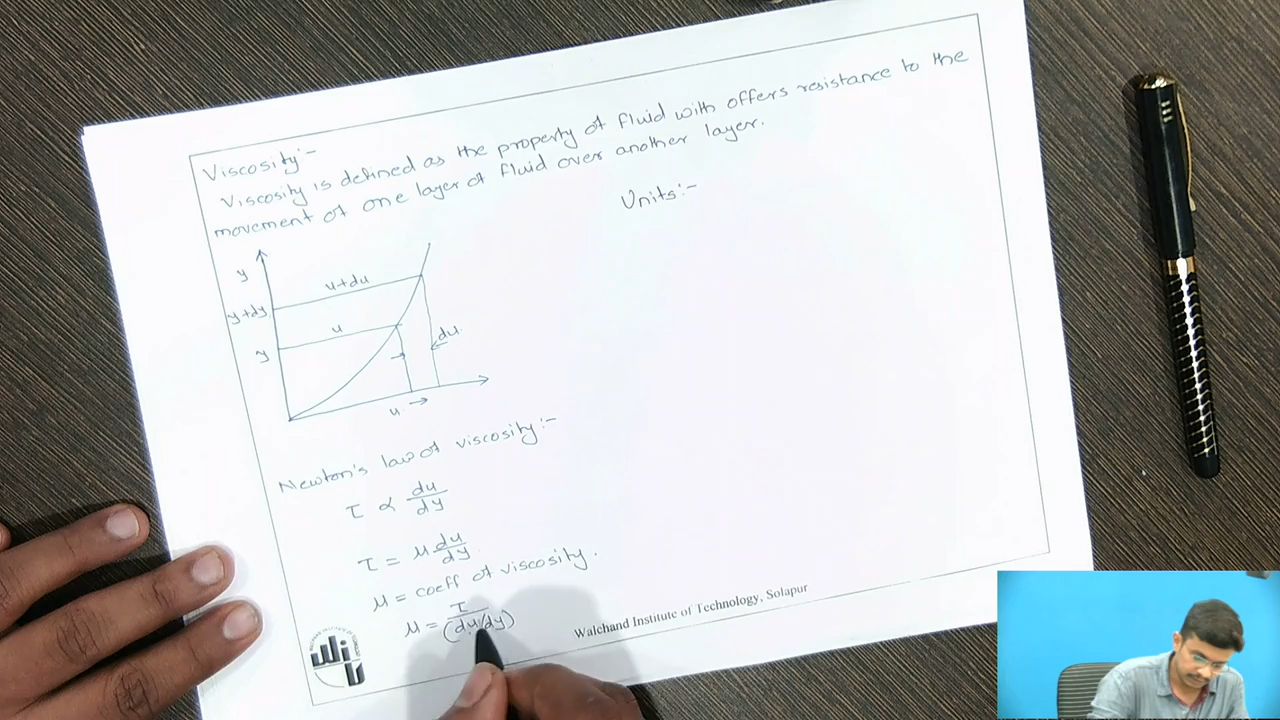 Viscosity:-
Viscosity is defined as the property of fluid with offers resistance to the
movement of one layer of fluid over another layer.
Units:-
y
u+du
y+dy
u
du
y
u →
Newton's law of viscosity:-
τ ∝ du/dy
τ = μ du/dy
μ = coeff of viscosity.
μ = τ/(du/dy)
Walchand Institute of Technology, Solapur